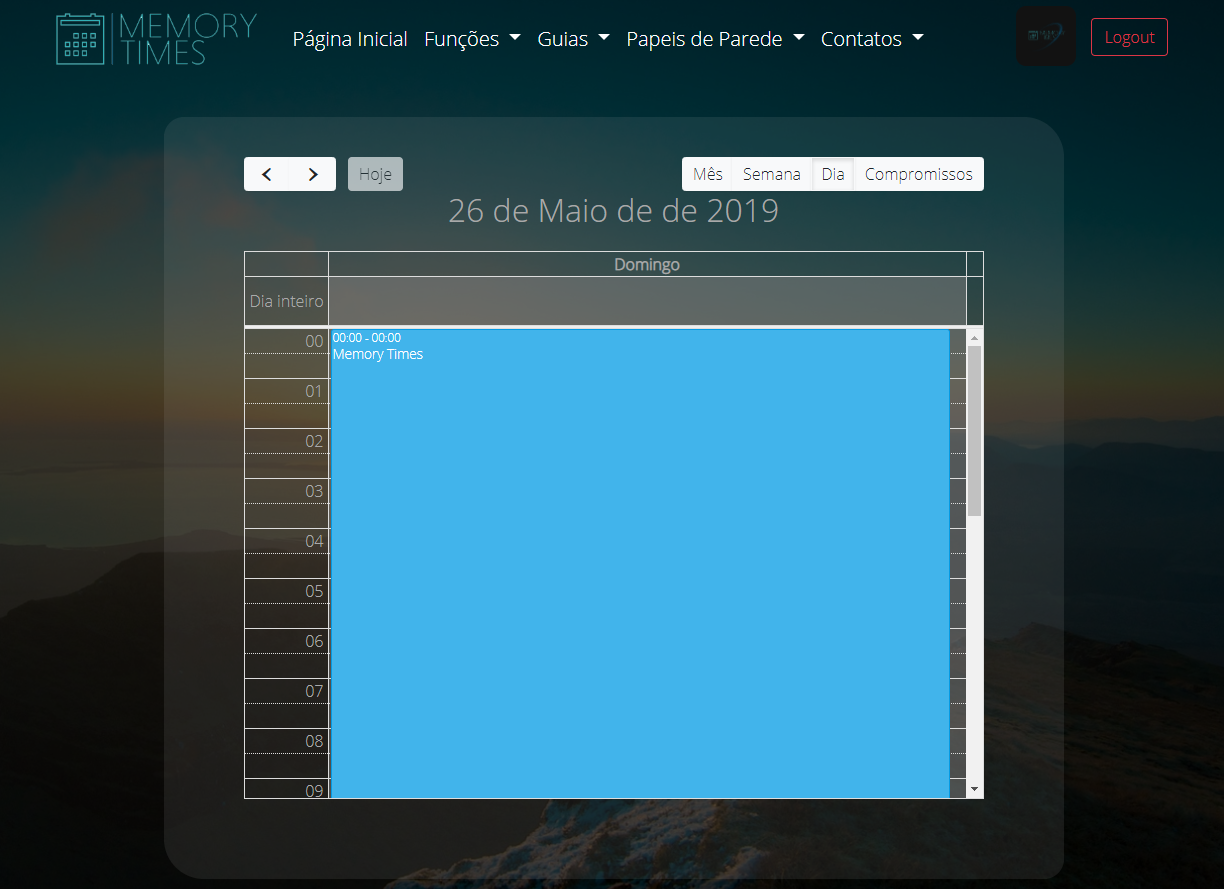 MEMORY
TIMES
Página Inicial Funções Guias Papeis de Parede Contatos Logout
Hoje Mês Semana Dia Compromissos
26 de Maio de de 2019
Domingo
Dia inteiro
00
00:00 - 00:00
Memory Times
01
02
03
04
05
06
07
08
09